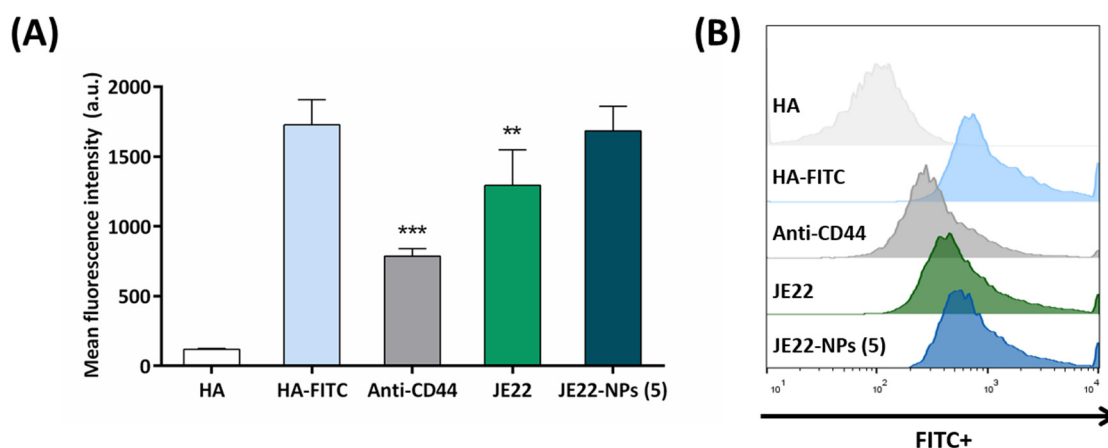 (A)
Mean fluorescence intensity (a.u.)
2000
1500
1000
500
0
***
**
HA HA-FITC Anti-CD44 JE22 JE22-NPs (5)
(B)
HA
HA-FITC
Anti-CD44
JE22
JE22-NPs (5)
10¹ 10² 10³ 10⁴
FITC+